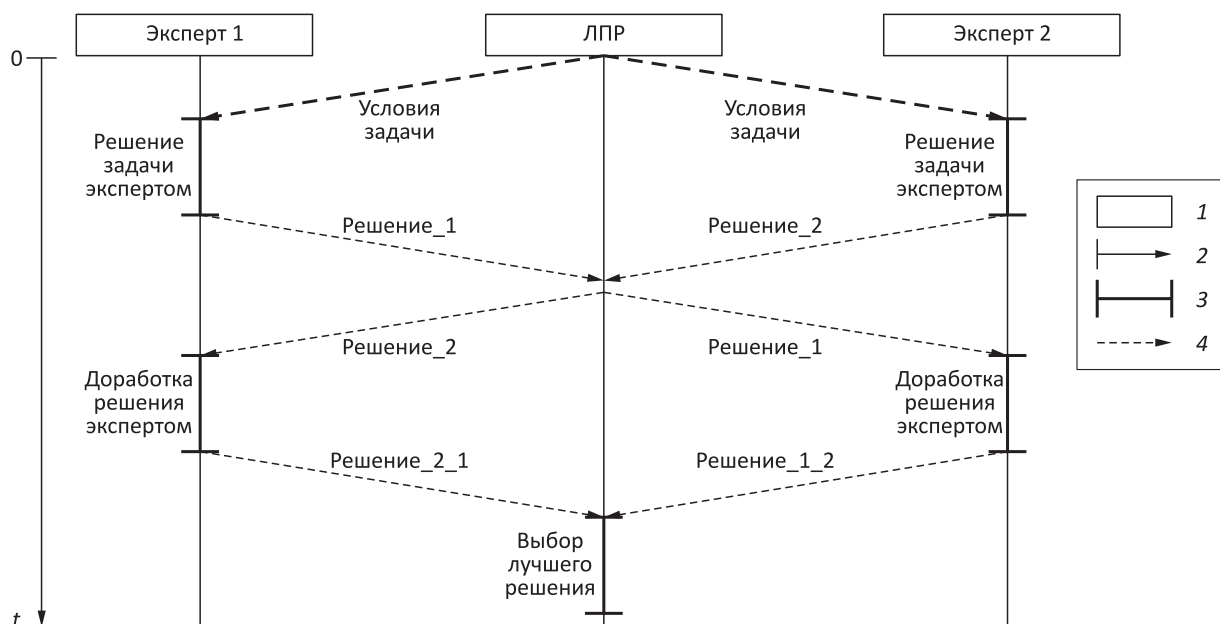 Эксперт 1
ЛПР
Эксперт 2
0
Условия
задачи
Условия
задачи
Решение
задачи
экспертом
Решение
задачи
экспертом
1
2
3
4
Решение_1
Решение_2
Решение_2
Решение_1
Доработка
решения
экспертом
Доработка
решения
экспертом
Решение_2_1
Решение_1_2
Выбор
лучшего
решения
t